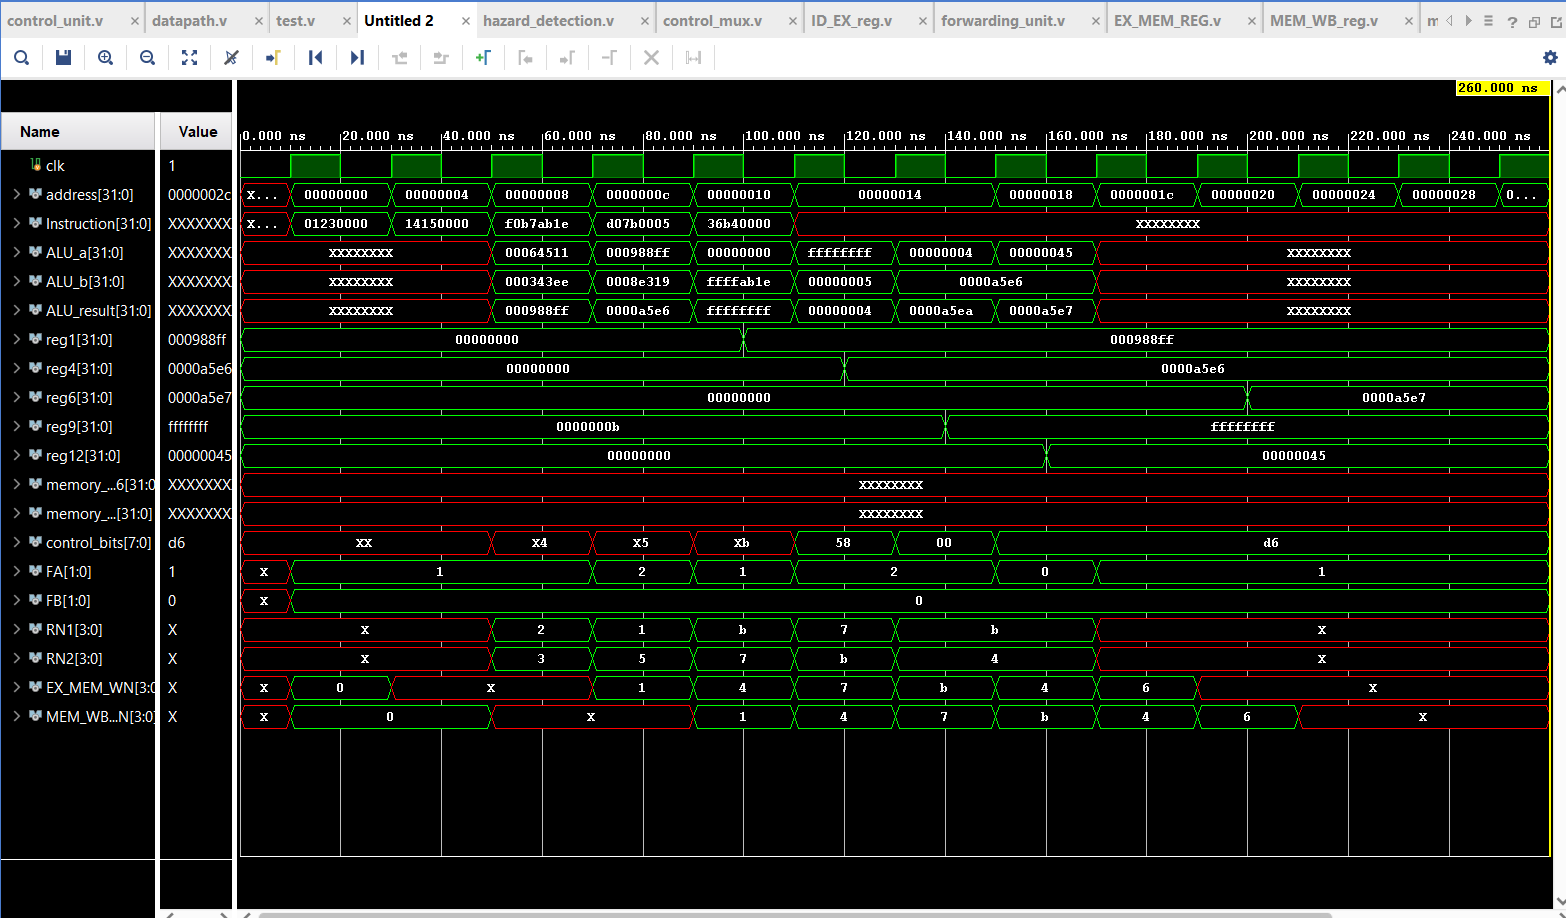 control_unit.v × datapath.v × test.v × Untitled 2 × hazard_detection.v × control_mux.v × ID_EX_reg.v × forwarding_unit.v × EX_MEM_REG.v × MEM_WB_reg.v × m
260.000 ns
Name Value 0.000 ns 20.000 ns 40.000 ns 60.000 ns 80.000 ns 100.000 ns 120.000 ns 140.000 ns 160.000 ns 180.000 ns 200.000 ns 220.000 ns 240.000 ns
clk 1
address[31:0] 0000002c X... 00000000 00000004 00000008 0000000c 00000010 00000014 00000018 0000001c 00000020 00000024 00000028 0...
Instruction[31:0] XXXXXXX X... 01230000 14150000 f0b7ab1e d07b0005 36b40000 XXXXXXXX
ALU_a[31:0] XXXXXXX XXXXXXXX 00064511 000988ff 00000000 ffffffff 00000004 00000045 XXXXXXXX
ALU_b[31:0] XXXXXXX XXXXXXXX 000343ee 0008e319 ffffab1e 00000005 0000a5e6 XXXXXXXX
ALU_result[31:0] XXXXXXX XXXXXXXX 000988ff 0000a5e6 ffffffff 00000004 0000a5ea 0000a5e7 XXXXXXXX
reg1[31:0] 000988ff 00000000 000988ff
reg4[31:0] 0000a5e6 00000000 0000a5e6
reg6[31:0] 0000a5e7 00000000 0000a5e7
reg9[31:0] ffffffff 0000000b ffffffff
reg12[31:0] 00000045 00000000 00000045
memory_...6[31:0 XXXXXXX XXXXXXXX
memory_...[31:0] XXXXXXX XXXXXXXX
control_bits[7:0] d6 XX X4 X5 Xb 58 00 d6
FA[1:0] 1 X 1 2 1 2 0 1
FB[1:0] 0 X 0
RN1[3:0] X X 2 1 b 7 b X
RN2[3:0] X X 3 5 7 b 4 X
EX_MEM_WN[3:0 X X 0 X 1 4 7 b 4 6 X
MEM_WB...N[3:0] X X 0 X 1 4 7 b 4 6 X